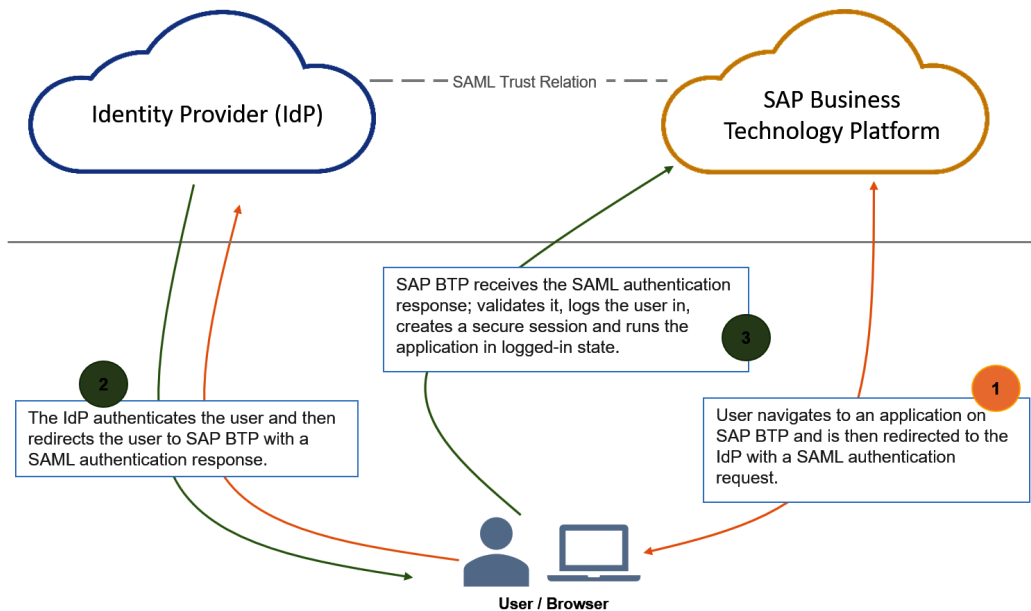 Identity Provider (IdP)
SAML Trust Relation
SAP Business
Technology Platform
SAP BTP receives the SAML authentication
response; validates it, logs the user in,
creates a secure session and runs the
application in logged-in state.
3
2
The IdP authenticates the user and then
redirects the user to SAP BTP with a
SAML authentication response.
1
User navigates to an application on
SAP BTP and is then redirected to the
IdP with a SAML authentication
request.
User / Browser